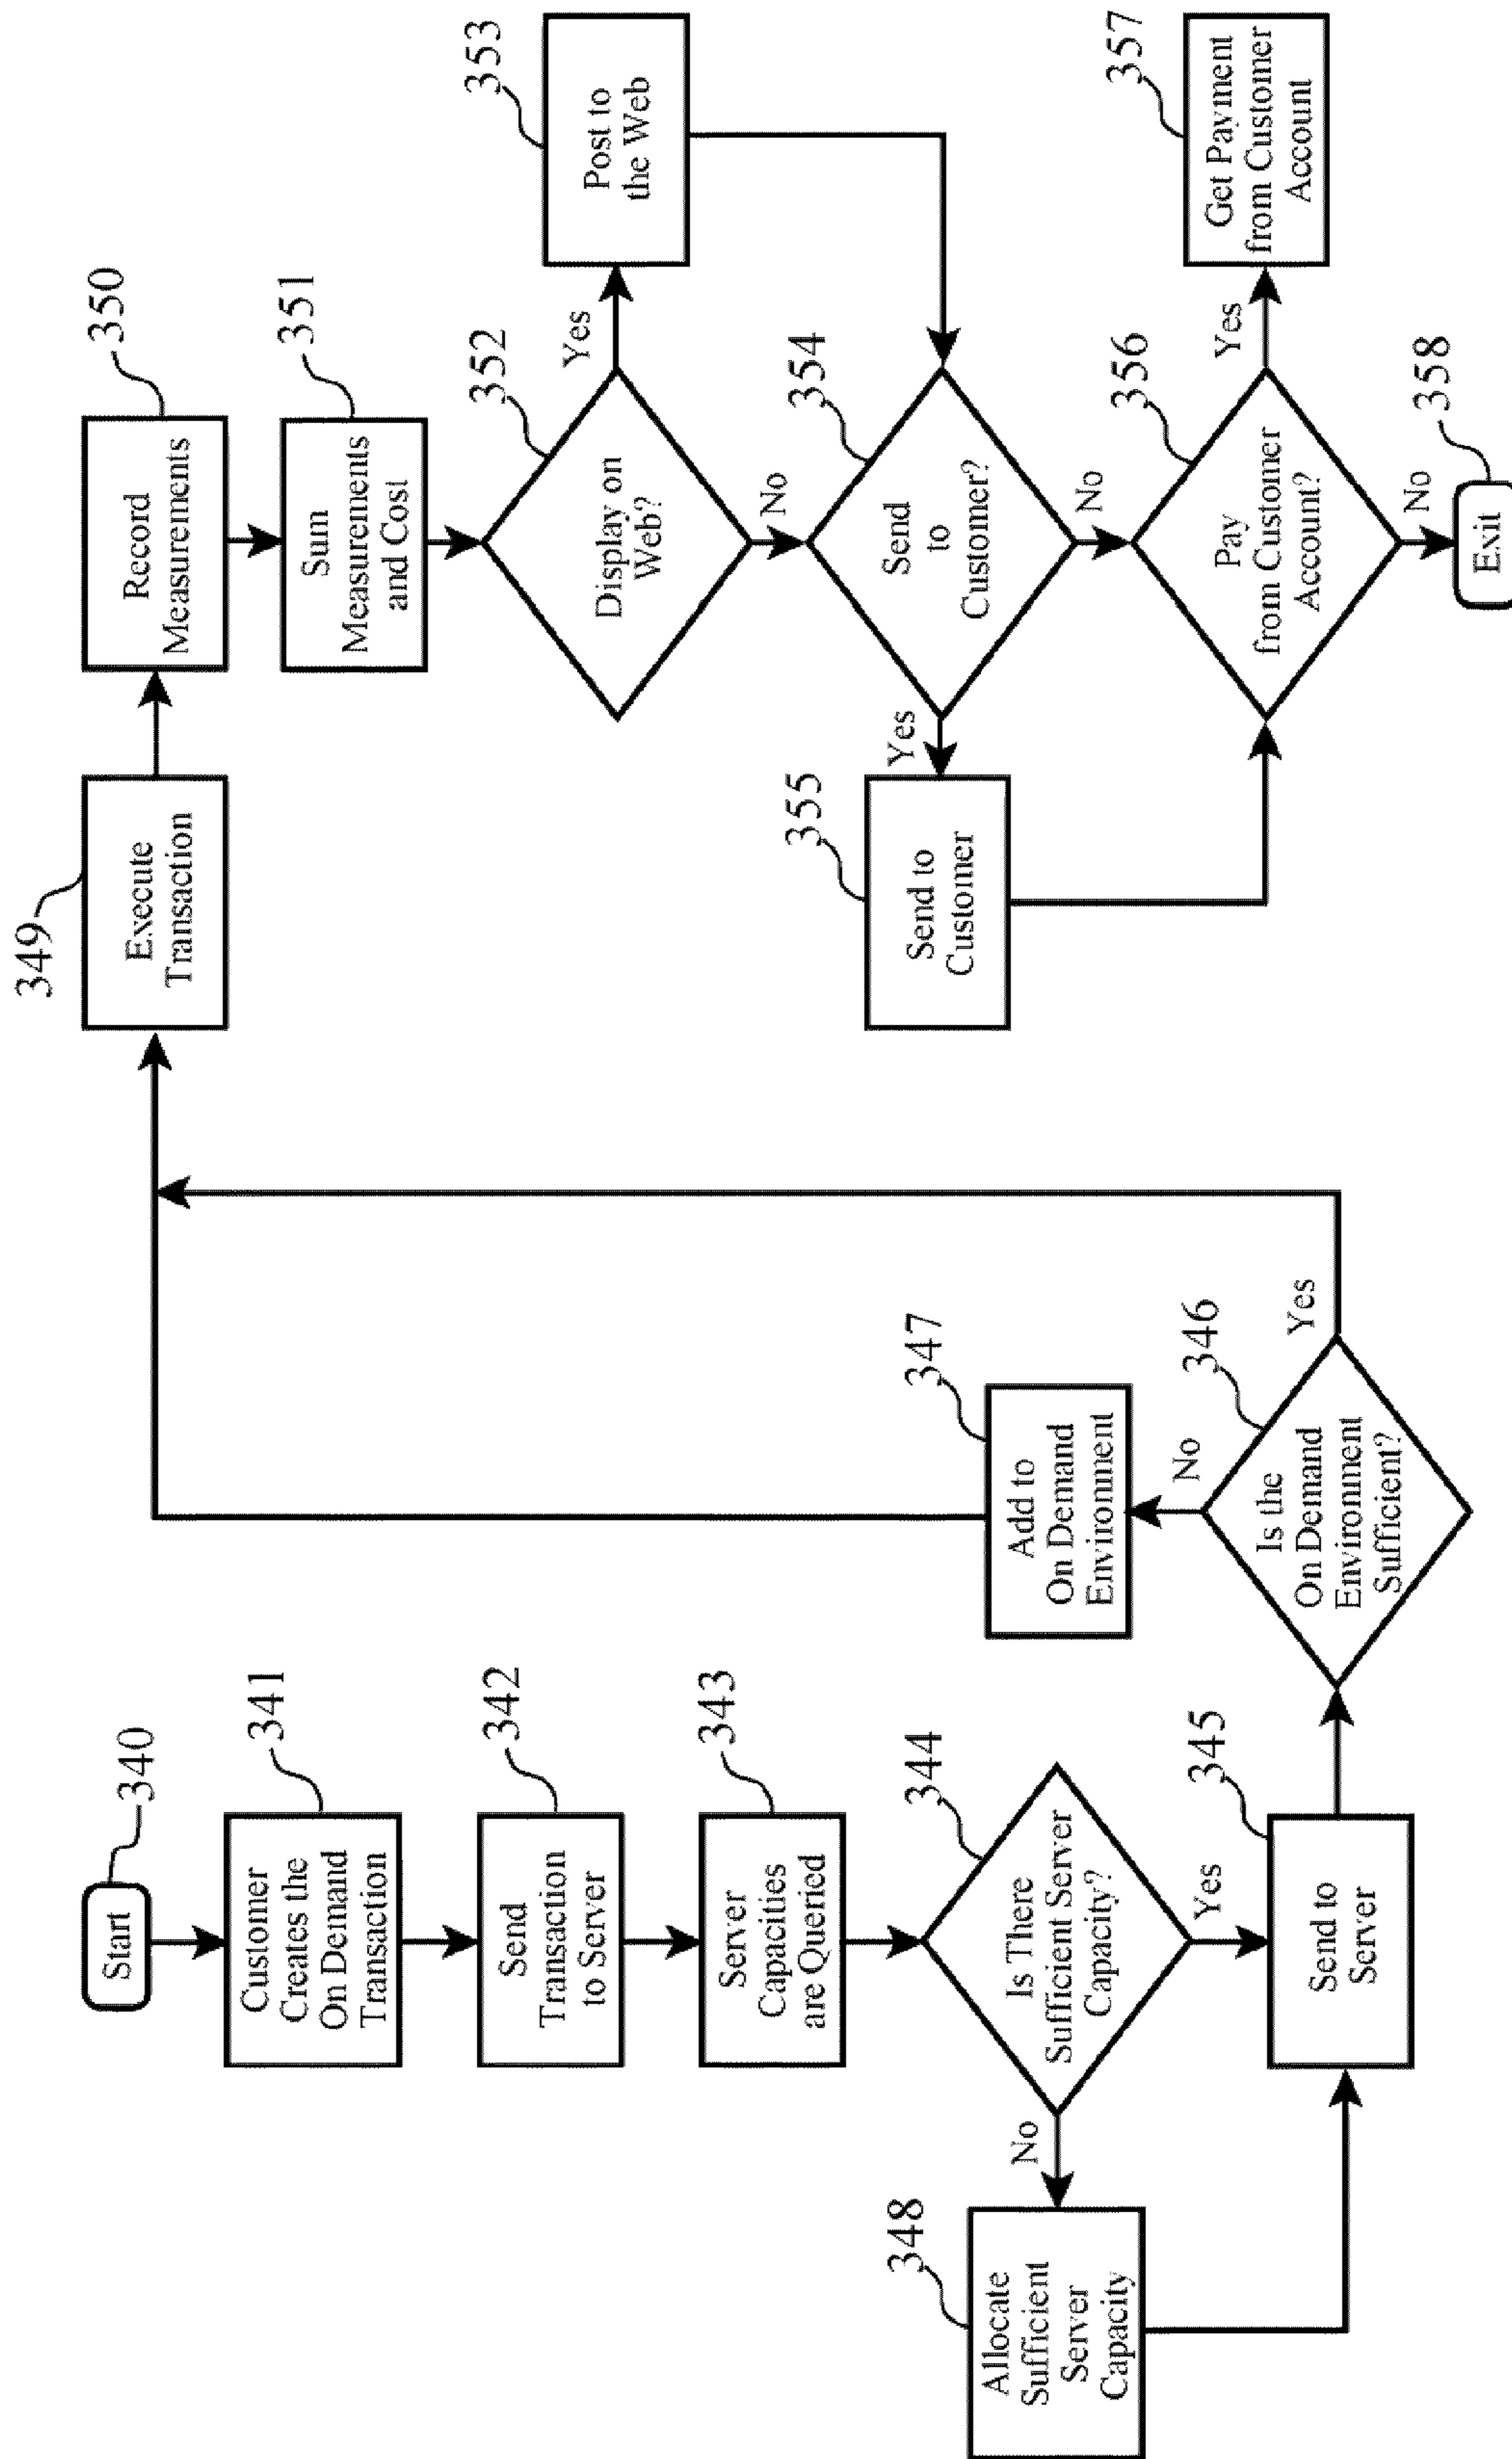 340
Start
341
Customer
Creates the
On Demand
Transaction
342
Send
Transaction
to Server
343
Server
Capacities
are Queried
344
Is There
Sufficient Server
Capacity?
No
Yes
348
Allocate
Sufficient
Server
Capacity
345
Send to
Server
346
Is the
On Demand
Environment
Sufficient?
No
Yes
347
Add to
On Demand
Environment
349
Execute
Transaction
350
Record
Measurements
351
Sum
Measurements
and Cost
352
Display on
Web?
Yes
No
353
Post to
the Web
354
Send
to
Customer?
Yes
No
355
Send to
Customer
356
Pay
from Customer
Account?
Yes
No
357
Get Payment
from Customer
Account
358
Exit